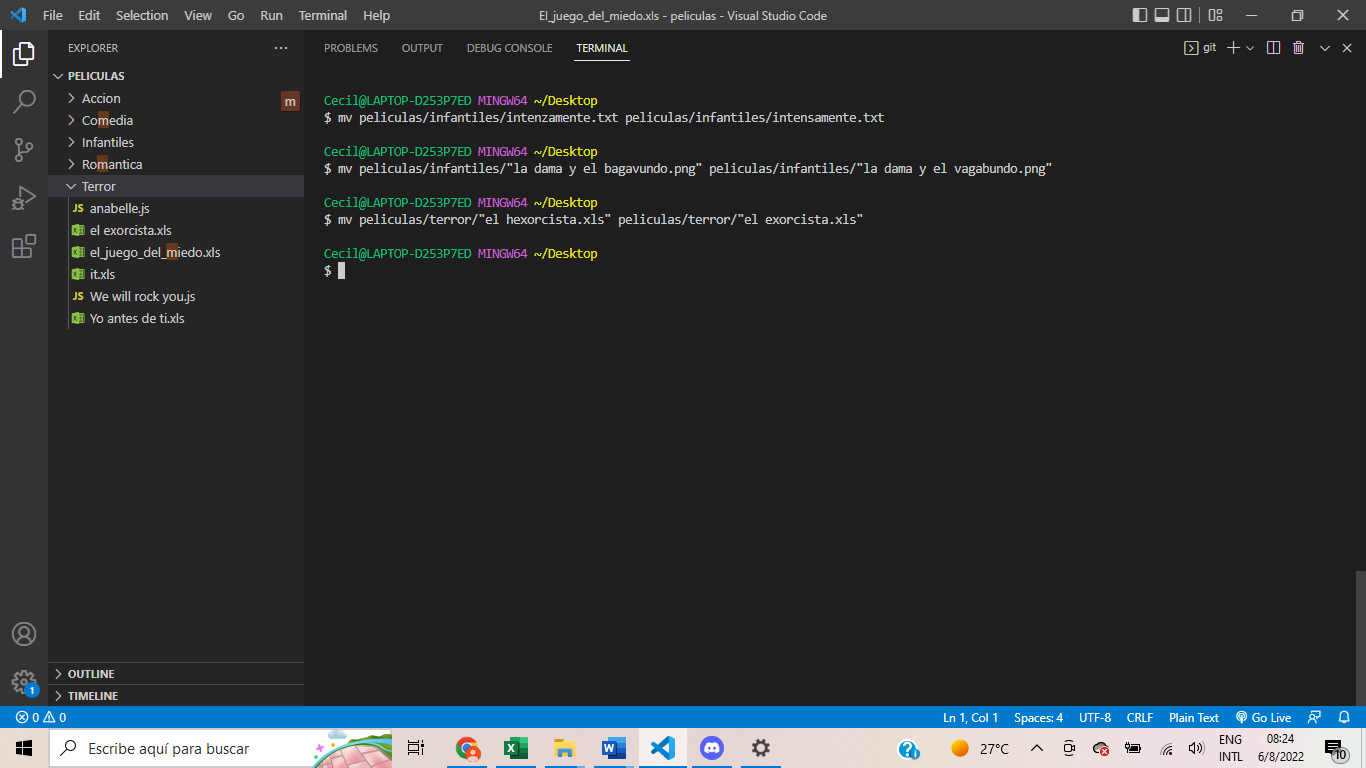 File Edit Selection View Go Run Terminal Help
El_juego_del_miedo.xls - peliculas - Visual Studio Code
EXPLORER
PELICULAS
Accion
m
Comedia
Infantiles
Romantica
Terror
JS anabelle.js
el exorcista.xls
el_juego_del_miedo.xls
it.xls
JS We will rock you.js
Yo antes de ti.xls
OUTLINE
TIMELINE
1
PROBLEMS OUTPUT DEBUG CONSOLE TERMINAL
git
Cecil@LAPTOP-D253P7ED MINGW64 ~/Desktop
$ mv peliculas/infantiles/intenzamente.txt peliculas/infantiles/intensamente.txt
Cecil@LAPTOP-D253P7ED MINGW64 ~/Desktop
$ mv peliculas/infantiles/"la dama y el bagavundo.png" peliculas/infantiles/"la dama y el vagabundo.png"
Cecil@LAPTOP-D253P7ED MINGW64 ~/Desktop
$ mv peliculas/terror/"el hexorcista.xls" peliculas/terror/"el exorcista.xls"
Cecil@LAPTOP-D253P7ED MINGW64 ~/Desktop
$
0 0
Ln 1, Col 1 Spaces: 4 UTF-8 CRLF Plain Text Go Live
Escribe aquí para buscar
27°C
ENG
INTL
08:24
6/8/2022
10